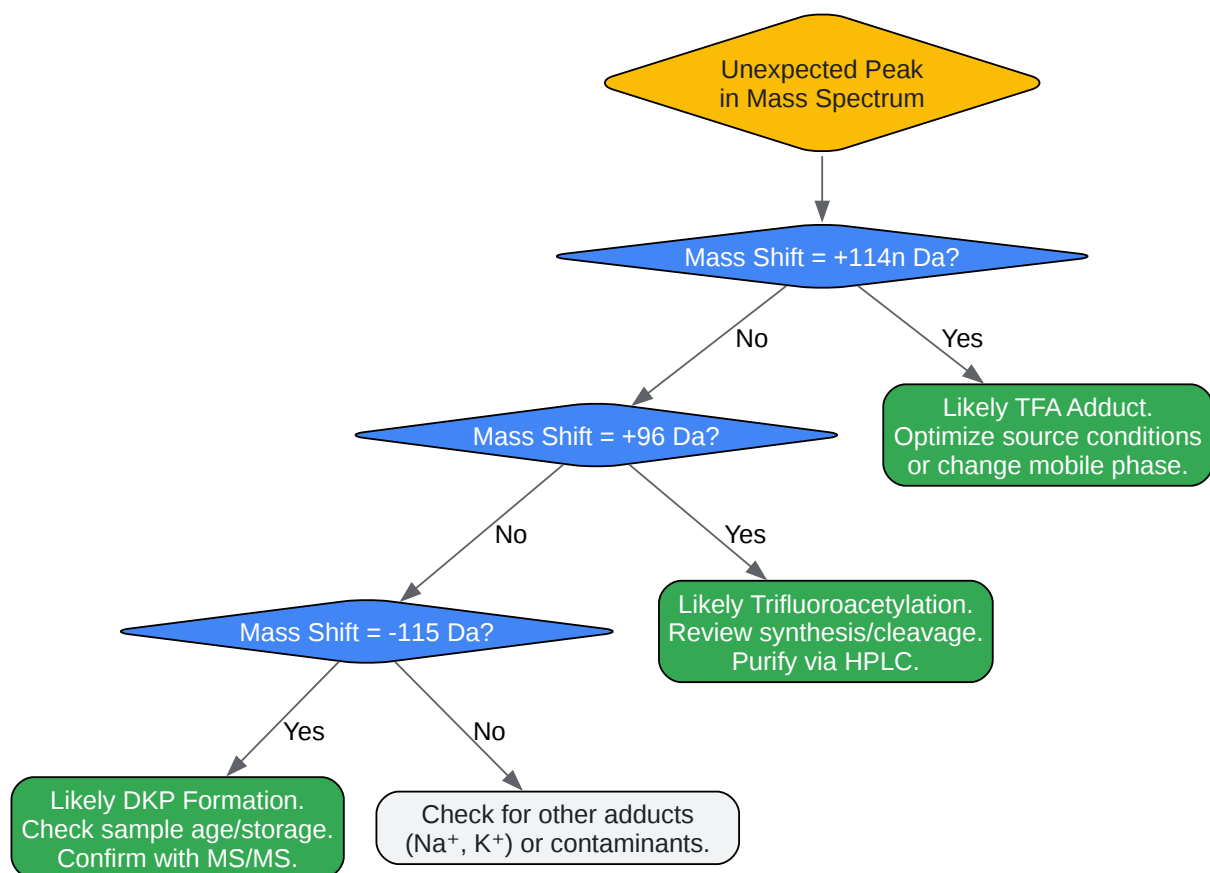 Unexpected Peak
in Mass Spectrum
Mass Shift = +114n Da?
No
Yes
Likely TFA Adduct.
Optimize source conditions
or change mobile phase.
Mass Shift = +96 Da?
No
Yes
Likely Trifluoroacetylation.
Review synthesis/cleavage.
Purify via HPLC.
Mass Shift = -115 Da?
Yes
No
Likely DKP Formation.
Check sample age/storage.
Confirm with MS/MS.
Check for other adducts
(Na⁺, K⁺) or contaminants.